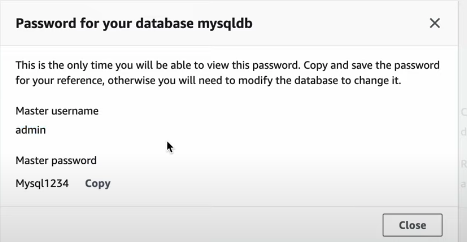 Password for your database mysqldb
This is the only time you will be able to view this password. Copy and save the password
for your reference, otherwise you will need to modify the database to change it.
Master username
admin
Master password
Mysql1234 Copy
Close